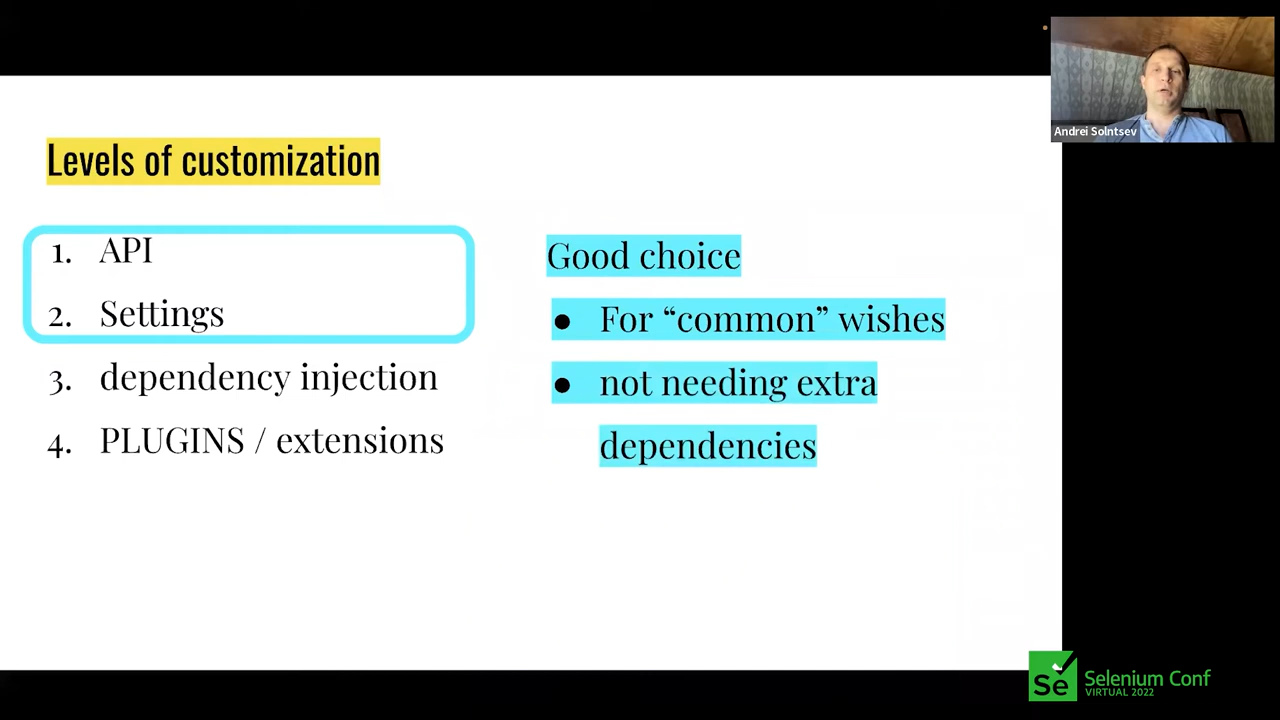 Andrei Solntsev
Levels of customization
1. API
2. Settings
3. dependency injection
4. PLUGINS / extensions
Good choice
● For “common” wishes
● not needing extra
dependencies
Se
Selenium Conf
VIRTUAL 2022